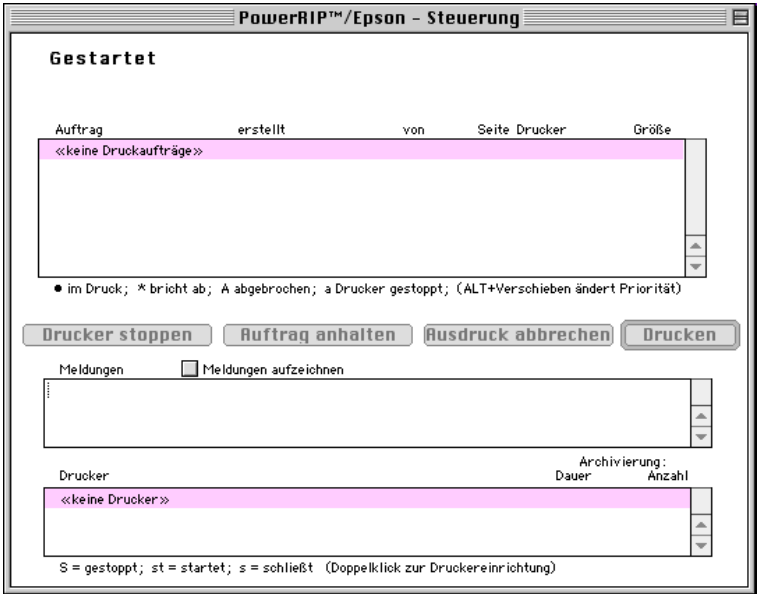 PowerRIP™/Epson - Steuerung
Gestartet
Auftrag erstellt von Seite Drucker Größe
«keine Druckaufträge»
● im Druck; * bricht ab; A abgebrochen; a Drucker gestoppt; (ALT+Verschieben ändert Priorität)
Drucker stoppen Auftrag anhalten Ausdruck abbrechen Drucken
Meldungen Meldungen aufzeichnen
Archivierung:
Drucker Dauer Anzahl
«keine Drucker»
S = gestoppt; st = startet; s = schließt (Doppelklick zur Druckereinrichtung)